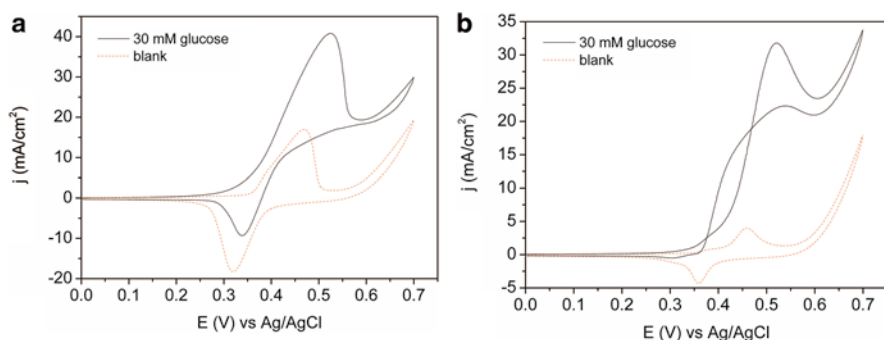 a
30 mM glucose
blank
j (mA/cm²)
40
30
20
10
0
-10
-20
0.0 0.1 0.2 0.3 0.4 0.5 0.6 0.7
E (V) vs Ag/AgCl
b
30 mM glucose
blank
j (mA/cm²)
35
30
25
20
15
10
5
0
-5
0.0 0.1 0.2 0.3 0.4 0.5 0.6 0.7
E (V) vs Ag/AgCl